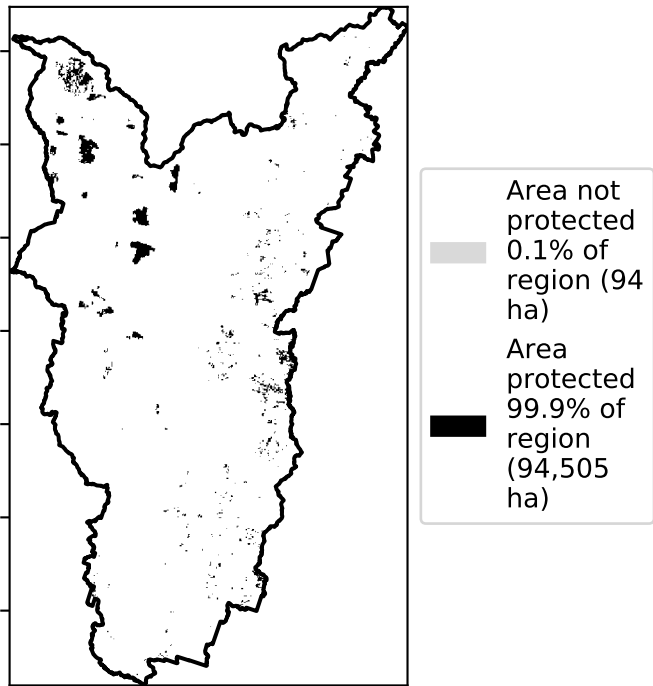 Area not
protected
0.1% of
region (94
ha)
Area
protected
99.9% of
region
(94,505
ha)